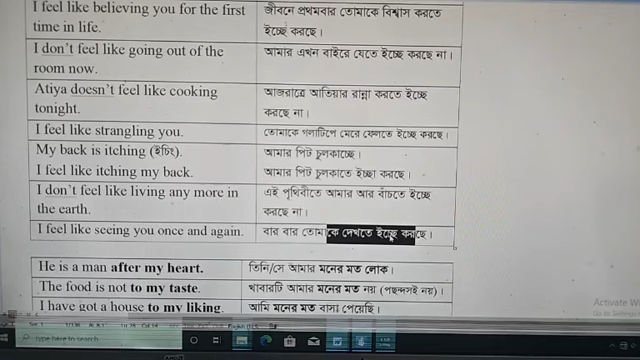 I feel like believing you for the first
time in life.
জীবনে প্রথমবার তোমাকে বিশ্বাস করতে
ইচ্ছে করছে।
I don't feel like going out of the
room now.
আমার এখন বাইরে যেতে ইচ্ছে করছে না।
Atiya doesn't feel like cooking
tonight.
আজরাতে আতিয়ার রান্না করতে ইচ্ছে
করছে না।
I feel like strangling you.
তোমাকে গলাটিপে মেরে ফেলতে ইচ্ছে করছে।
My back is itching (ইচিং).
আমার পিট চুলকাচ্ছে।
I feel like itching my back.
আমার পিট চুলকাতে ইচ্ছা করছে।
I don't feel like living any more in
the earth.
এই পৃথিবীতে আমার আর বাঁচতে ইচ্ছে
করছে না।
I feel like seeing you once and again.
বার বার তোমাকে দেখতে ইচ্ছে করছে।
He is a man after my heart.
তিনি/সে আমার মনের মত লোক।
The food is not to my taste.
খাবারটি আমার মনের মত নয় (পছন্দসই নয়)।
I have got a house to my liking.
আমি মনের মত বাসা পেয়েছি।
Activate W
Go to Settings
Type here to search